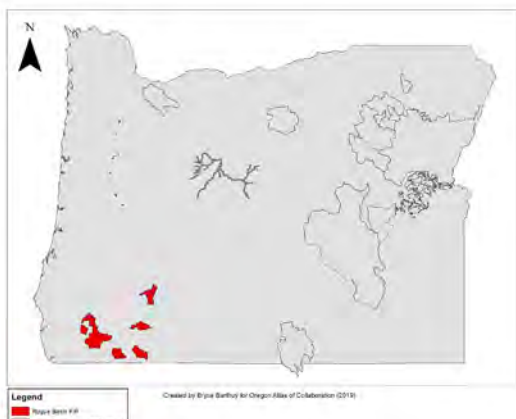 N
Created by Bryce Barthuly for Oregon Atlas of Collaboration (2019)
Legend
Rogue Basin FIP